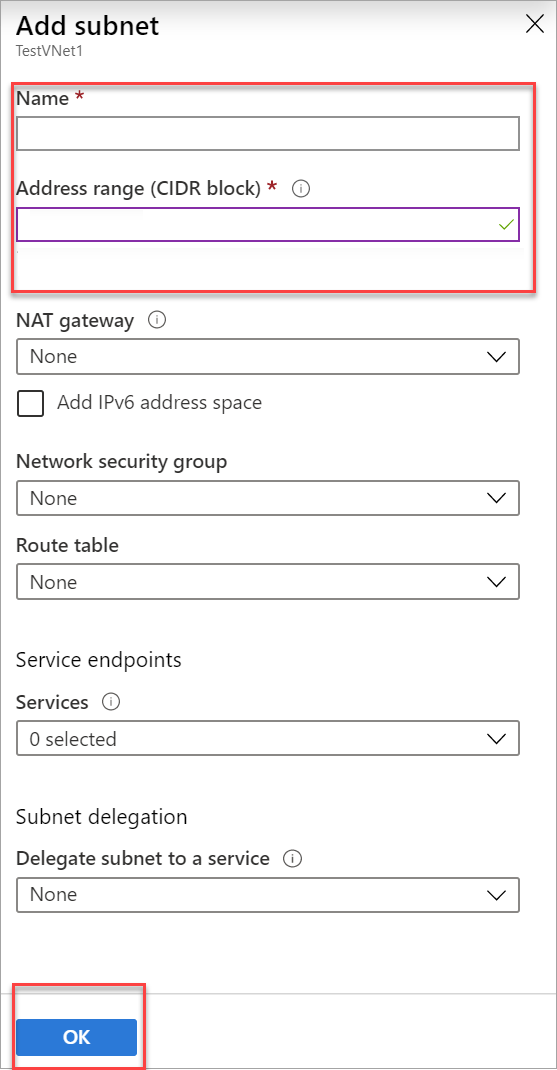 Add subnet
TestVNet1
Name *
Address range (CIDR block) *
NAT gateway
None
Add IPv6 address space
Network security group
None
Route table
None
Service endpoints
Services
0 selected
Subnet delegation
Delegate subnet to a service
None
OK